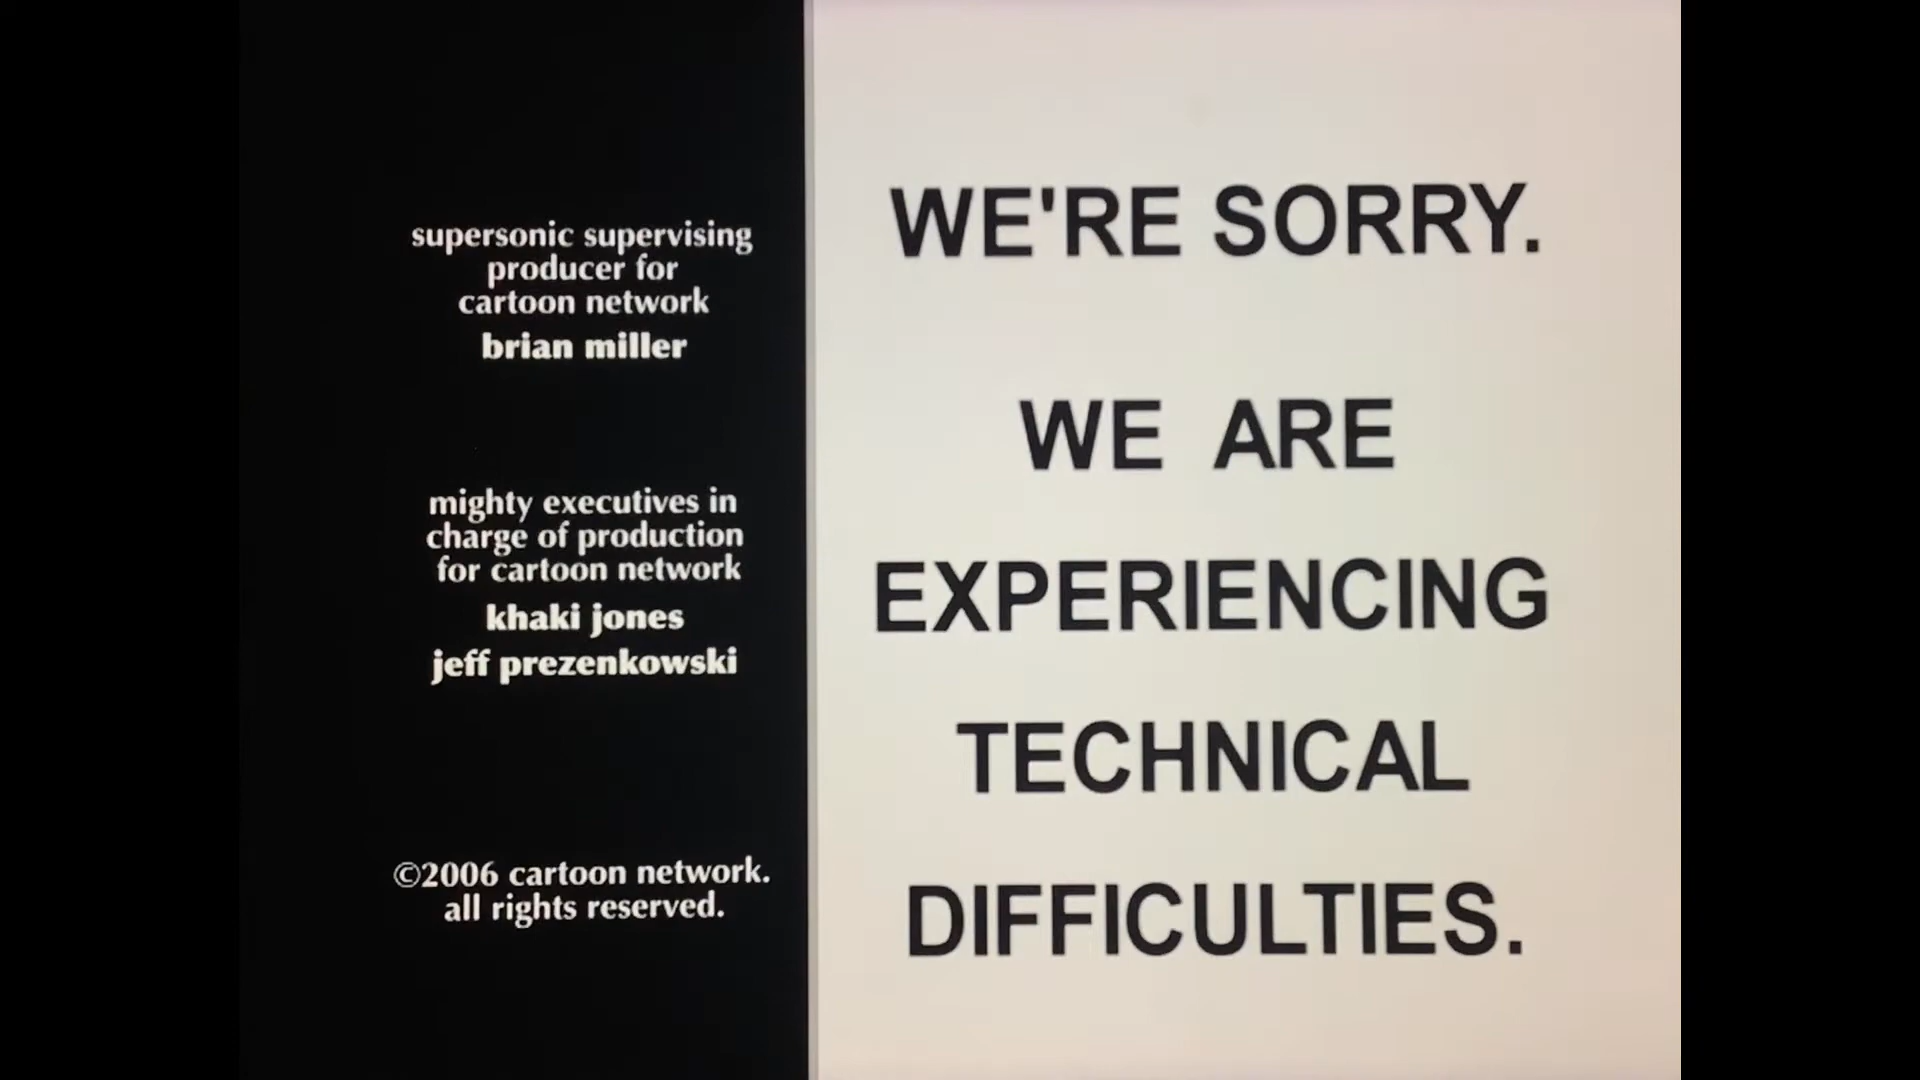 supersonic supervising
producer for
cartoon network
brian miller
mighty executives in
charge of production
for cartoon network
khaki jones
jeff prezenkowski
©2006 cartoon network.
all rights reserved.
WE'RE SORRY.
WE ARE
EXPERIENCING
TECHNICAL
DIFFICULTIES.